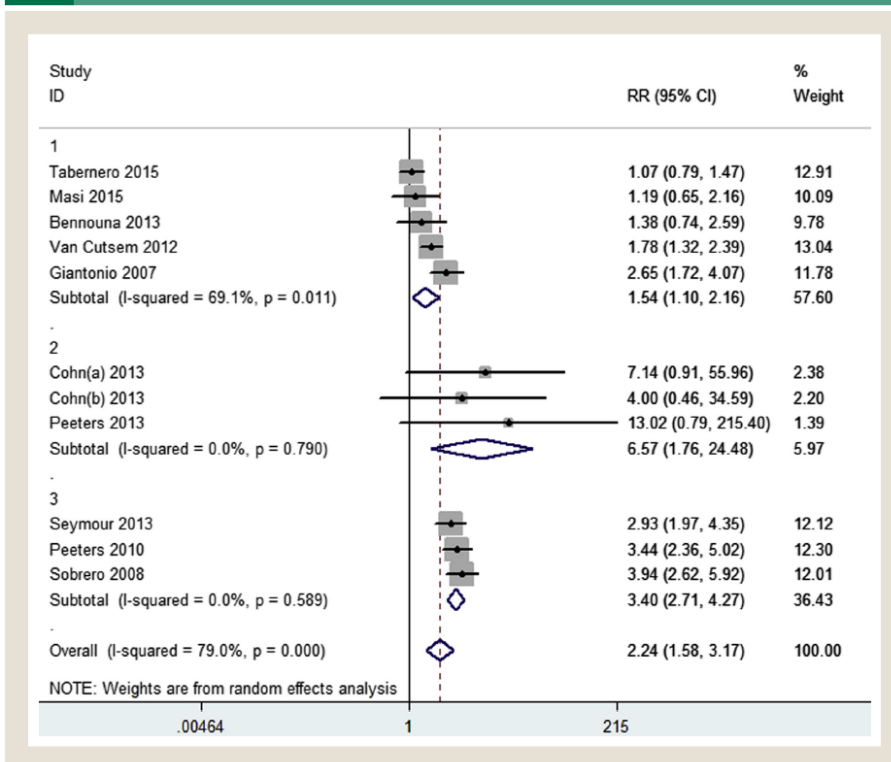 Study %
ID RR (95% CI) Weight
1
Tabernero 2015 1.07 (0.79, 1.47) 12.91
Masi 2015 1.19 (0.65, 2.16) 10.09
Bennouna 2013 1.38 (0.74, 2.59) 9.78
Van Cutsem 2012 1.78 (1.32, 2.39) 13.04
Giantonio 2007 2.65 (1.72, 4.07) 11.78
Subtotal (I-squared = 69.1%, p = 0.011) 1.54 (1.10, 2.16) 57.60
.
2
Cohn(a) 2013 7.14 (0.91, 55.96) 2.38
Cohn(b) 2013 4.00 (0.46, 34.59) 2.20
Peeters 2013 13.02 (0.79, 215.40) 1.39
Subtotal (I-squared = 0.0%, p = 0.790) 6.57 (1.76, 24.48) 5.97
.
3
Seymour 2013 2.93 (1.97, 4.35) 12.12
Peeters 2010 3.44 (2.36, 5.02) 12.30
Sobrero 2008 3.94 (2.62, 5.92) 12.01
Subtotal (I-squared = 0.0%, p = 0.589) 3.40 (2.71, 4.27) 36.43
.
Overall (I-squared = 79.0%, p = 0.000) 2.24 (1.58, 3.17) 100.00
NOTE: Weights are from random effects analysis
.00464 1 215